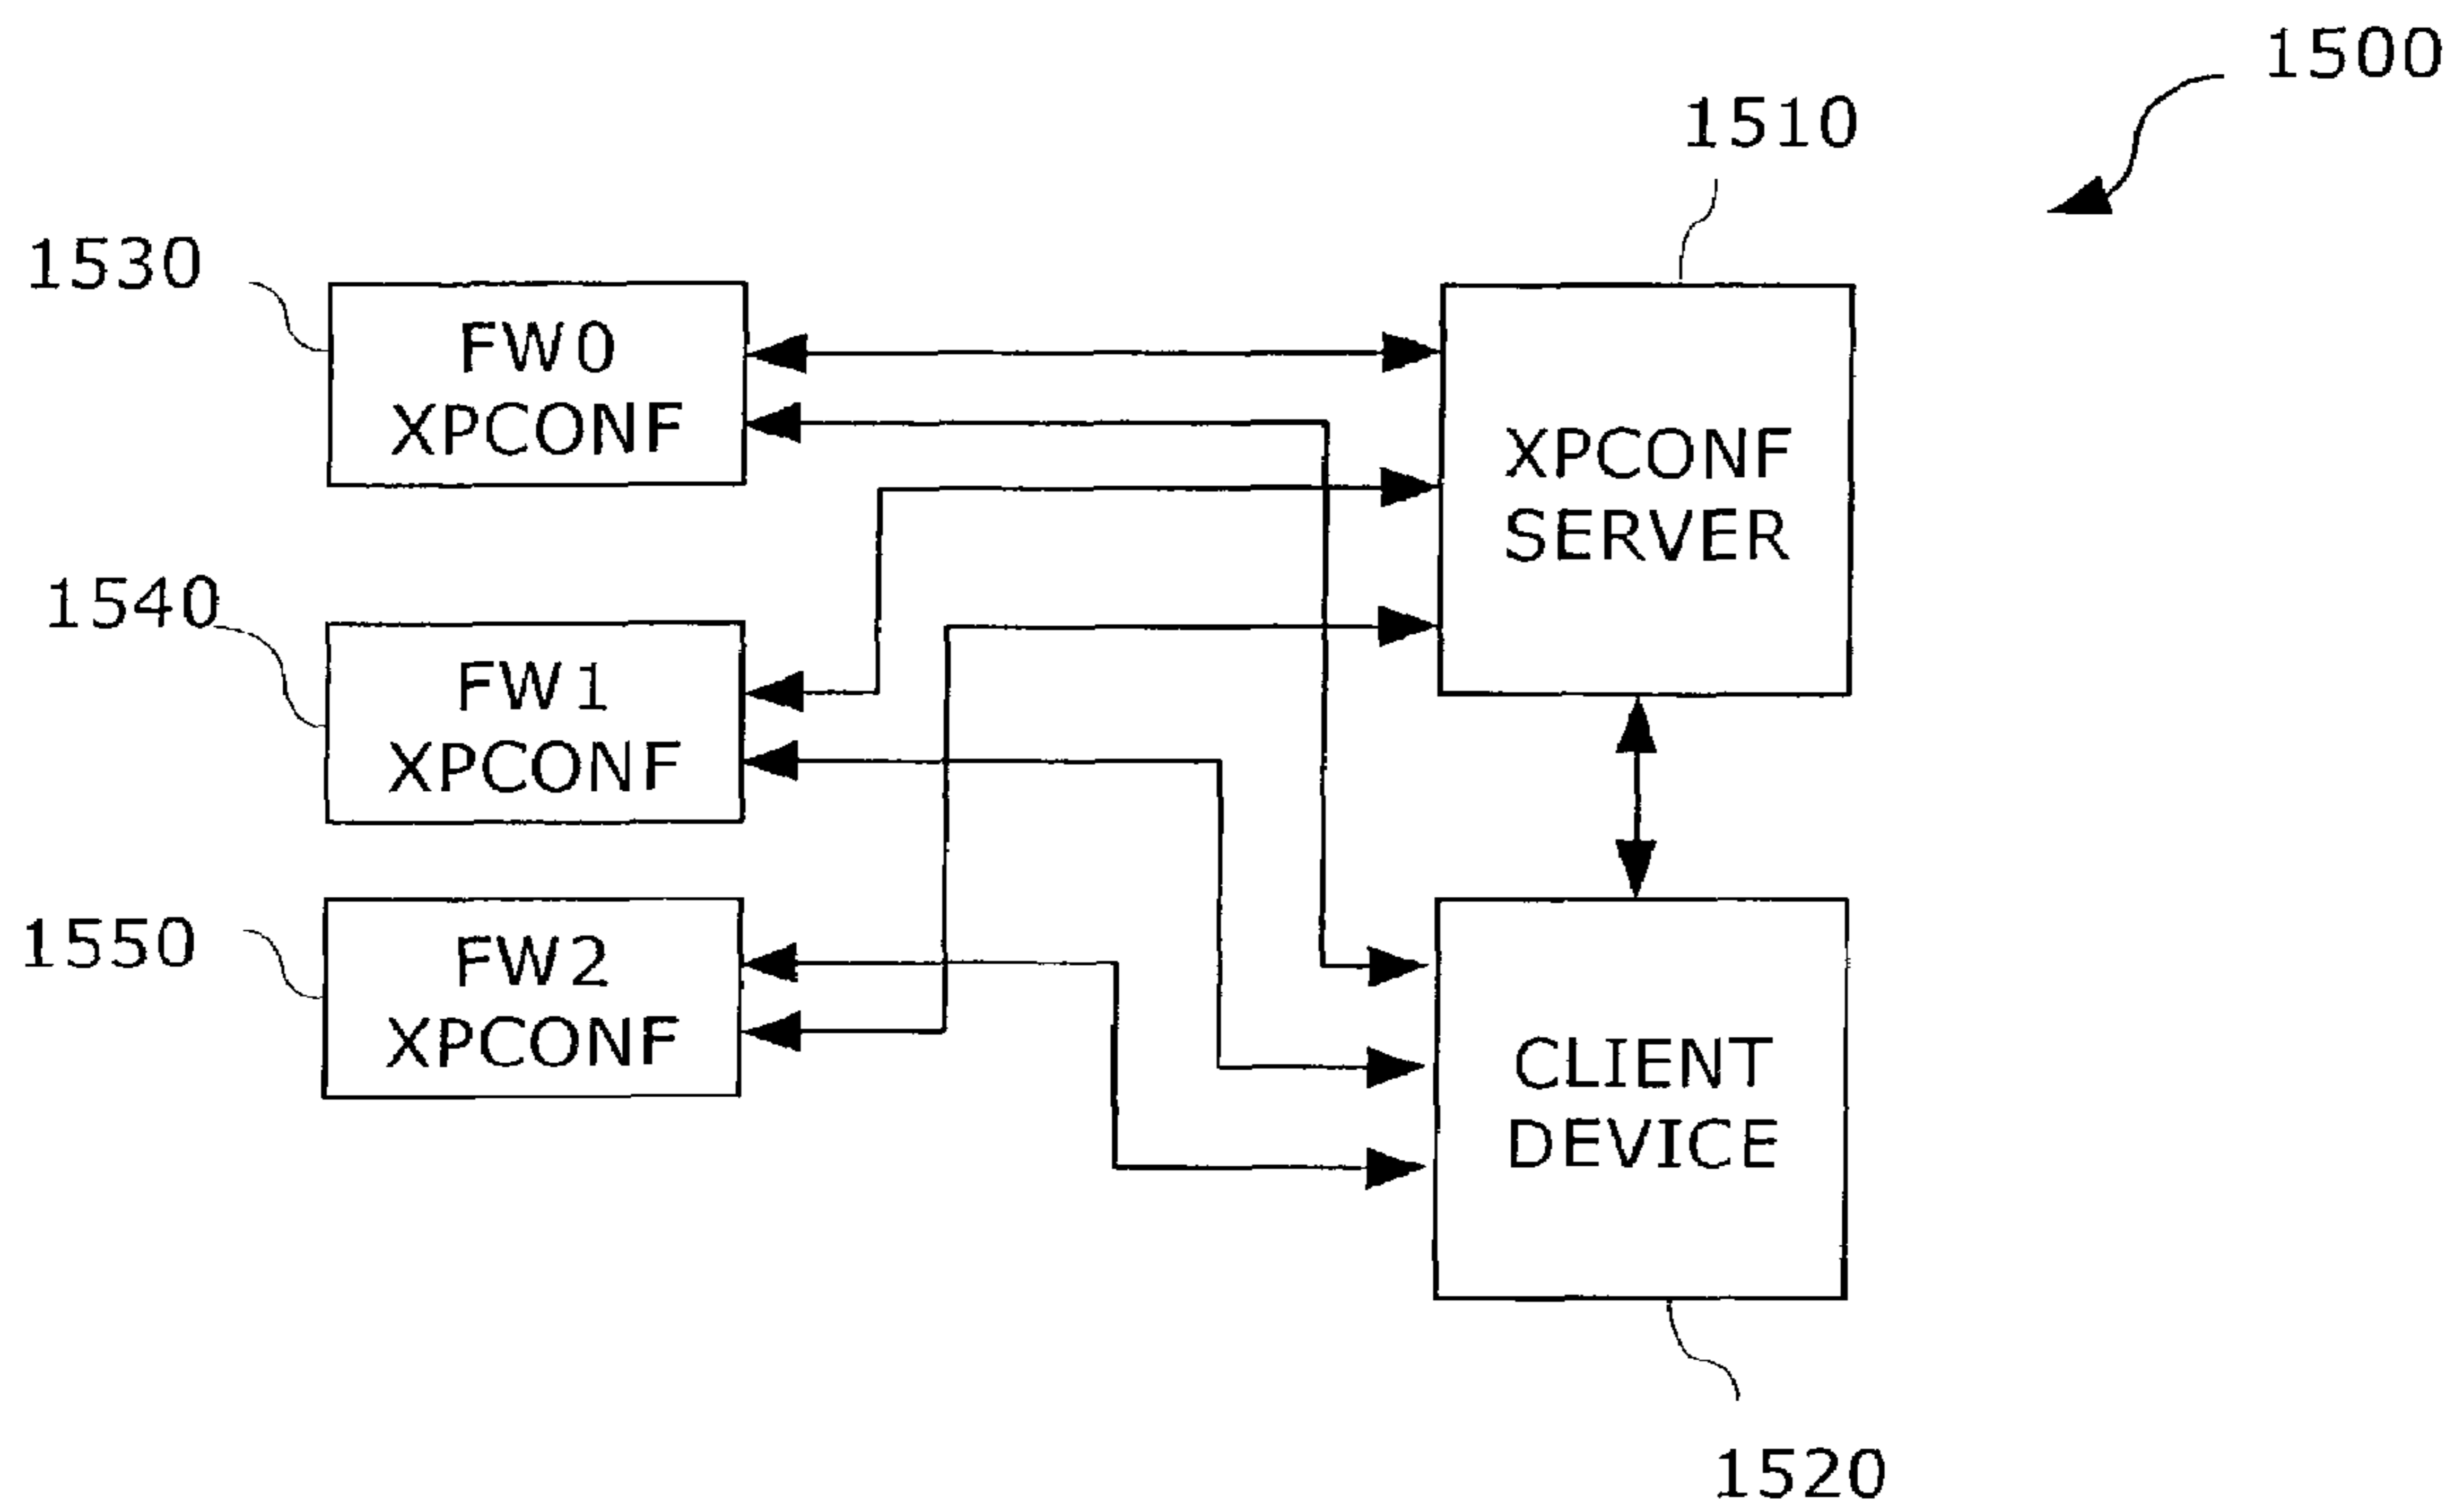 1500
1510
1530
FW0
XPCONF
XPCONF
SERVER
1540
FW1
XPCONF
1550
FW2
XPCONF
CLIENT
DEVICE
1520